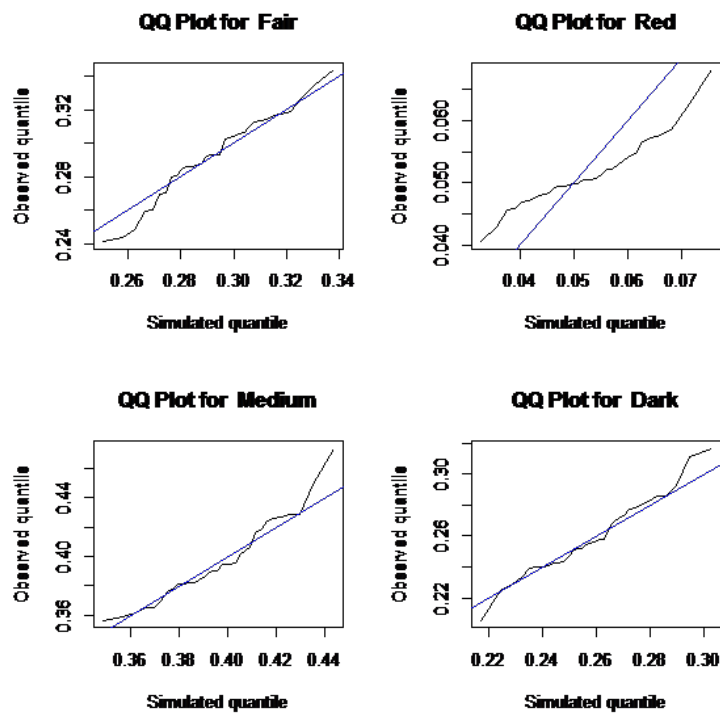 QQ Plot for Fair
Observed quantile
0.24 0.28 0.32
0.26 0.28 0.30 0.32 0.34
Simulated quantile
QQ Plot for Red
Observed quantile
0.040 0.050 0.060
0.04 0.05 0.06 0.07
Simulated quantile
QQ Plot for Medium
Observed quantile
0.36 0.40 0.44
0.36 0.38 0.40 0.42 0.44
Simulated quantile
QQ Plot for Dark
Observed quantile
0.22 0.26 0.30
0.22 0.24 0.26 0.28 0.30
Simulated quantile